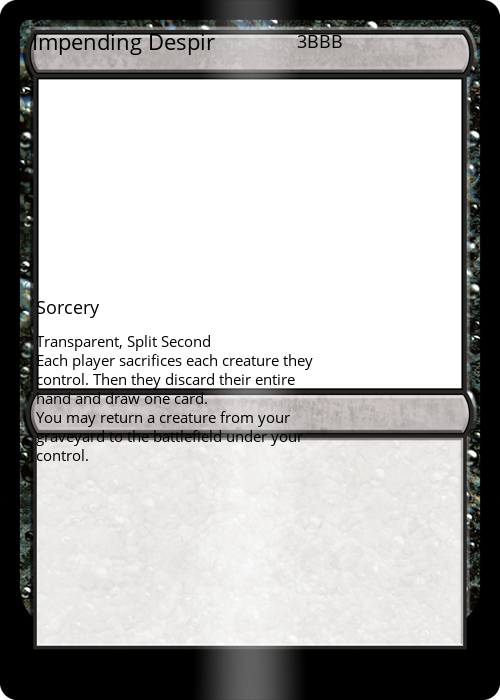 Impending Despir 3BBB
Sorcery
Transparent, Split Second
Each player sacrifices each creature they
control. Then they discard their entire
hand and draw one card.
You may return a creature from your
graveyard to the battlefield under your
control.